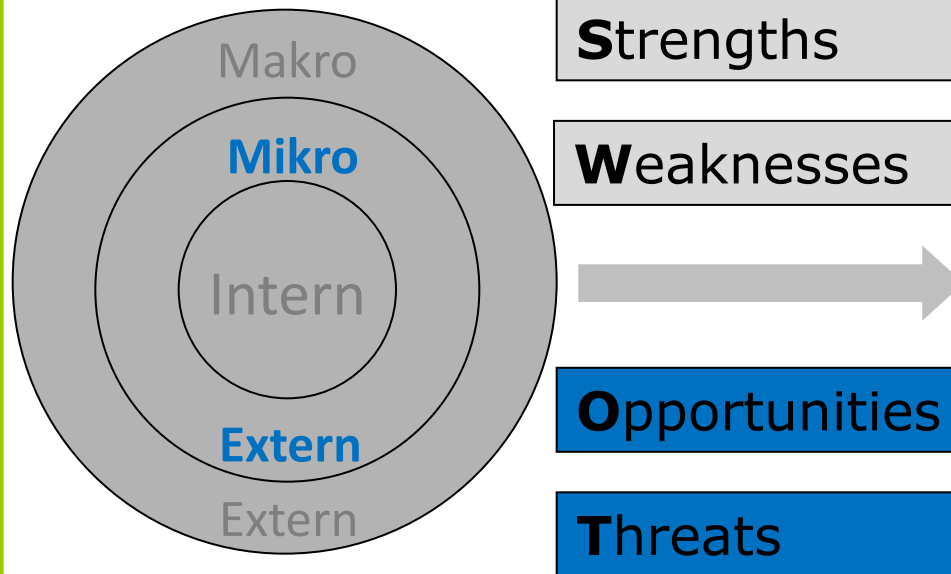 Makro
Mikro
Intern
Extern
Extern
Strengths
Weaknesses
Opportunities
Threats